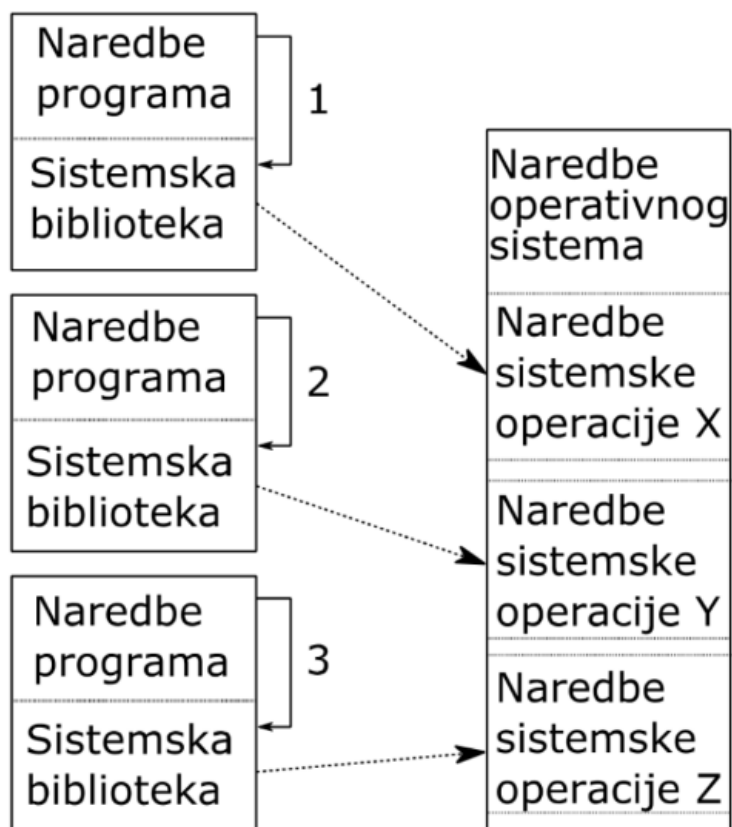 Naredbe
programa
1
Sistemska
biblioteka
Naredbe
programa
2
Sistemska
biblioteka
Naredbe
programa
3
Sistemska
biblioteka
Naredbe
operativnog
sistema
Naredbe
sistemske
operacije X
Naredbe
sistemske
operacije Y
Naredbe
sistemske
operacije Z